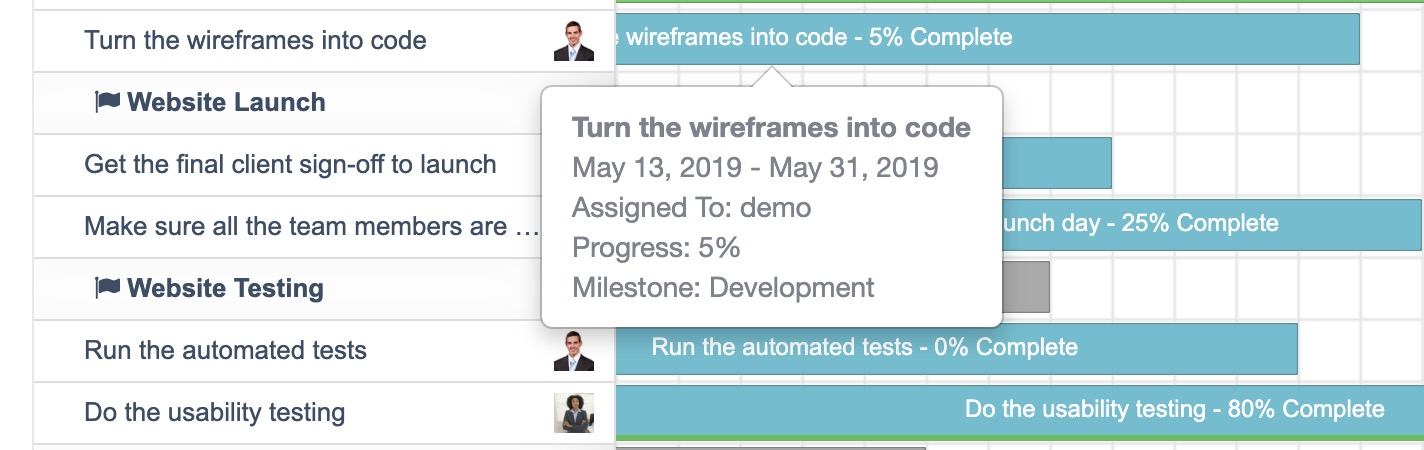 Turn the wireframes into code
wireframes into code - 5% Complete
Website Launch
Turn the wireframes into code
May 13, 2019 - May 31, 2019
Assigned To: demo
Progress: 5%
Milestone: Development
Get the final client sign-off to launch
Make sure all the team members are …
day - 25% Complete
Website Testing
Run the automated tests
Run the automated tests - 0% Complete
Do the usability testing
Do the usability testing - 80% Complete